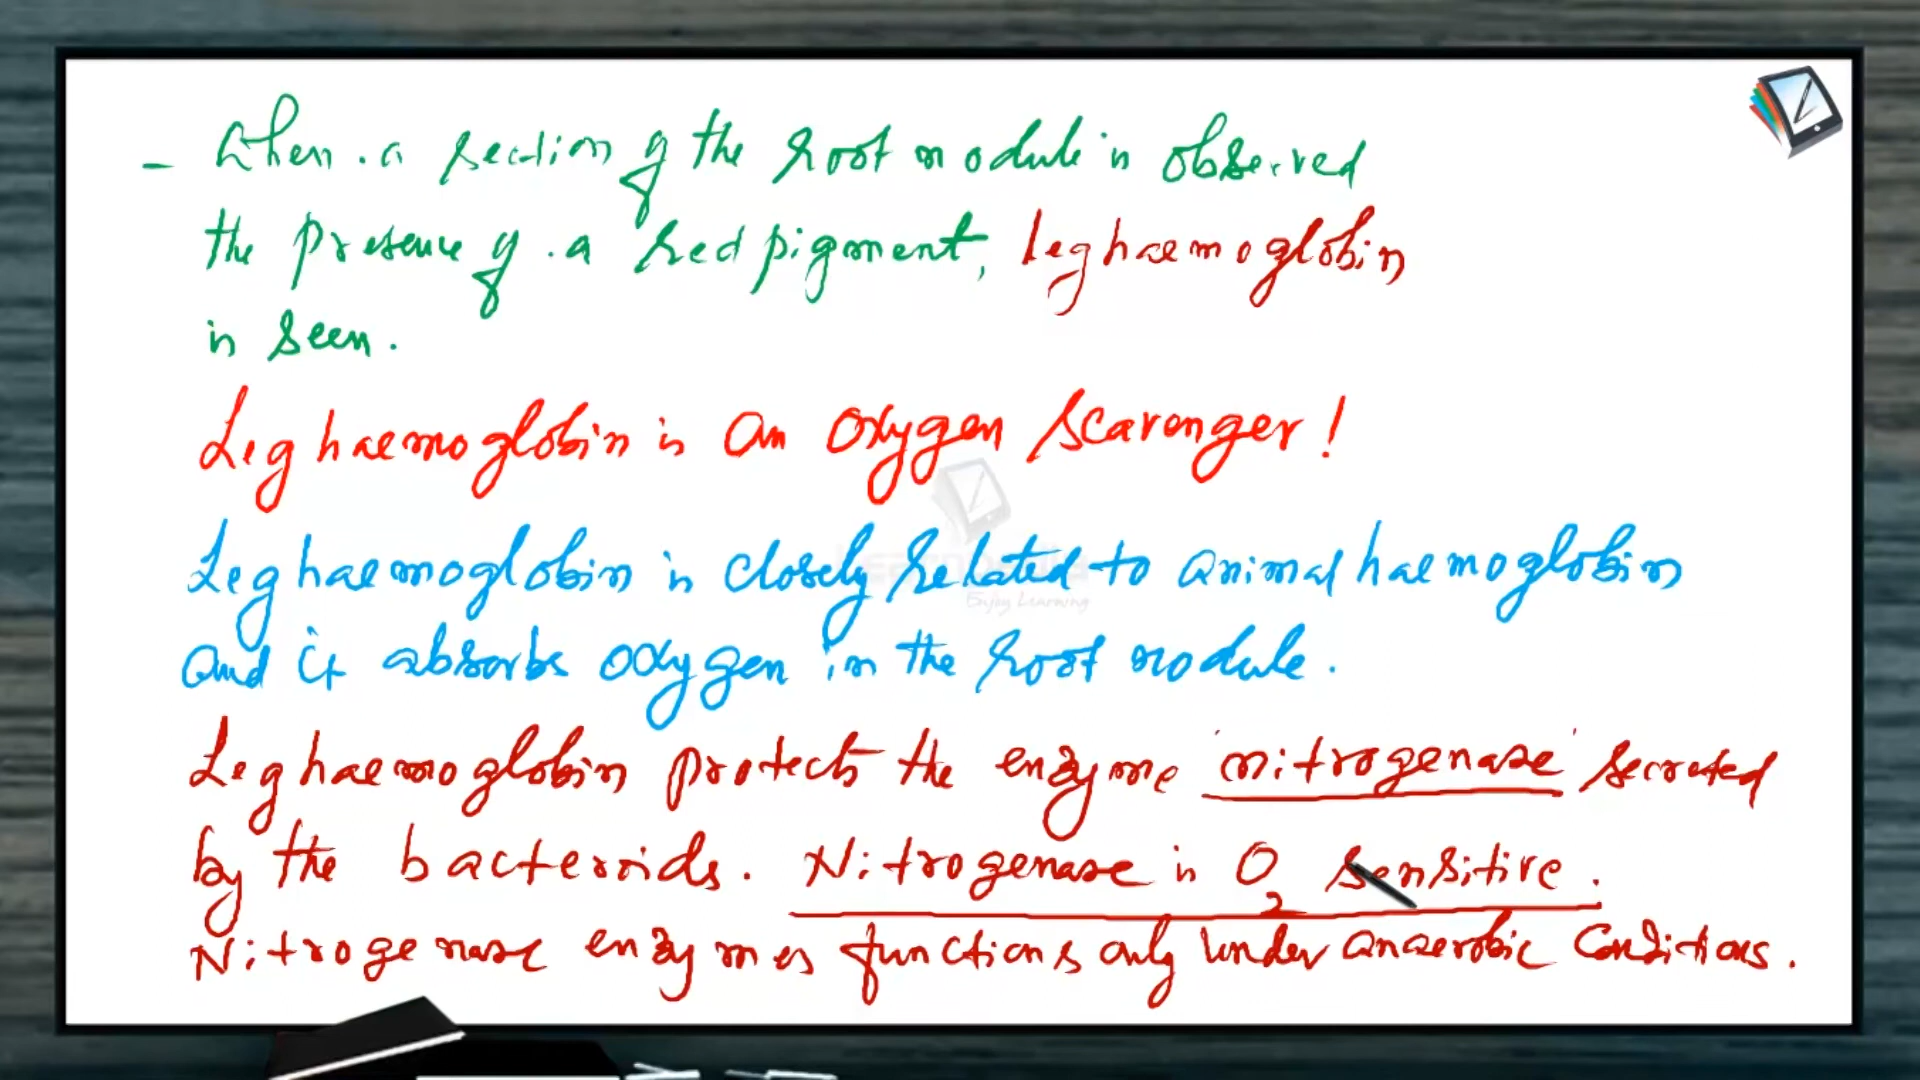 - When a section of the root nodule is observed
the presence of a red pigment, leghaemoglobin
is seen.
Leghaemoglobin is an oxygen scavenger!
Leghaemoglobin is closely related to animal haemoglobin
and it absorbs oxygen in the root nodule.
Enjoy Learning
Leghaemoglobin protects the enzyme 'nitrogenase' secreted
by the bacteroids. Nitrogenase is O2 sensitive.
Nitrogenase enzymes functions only under anaerobic conditions.